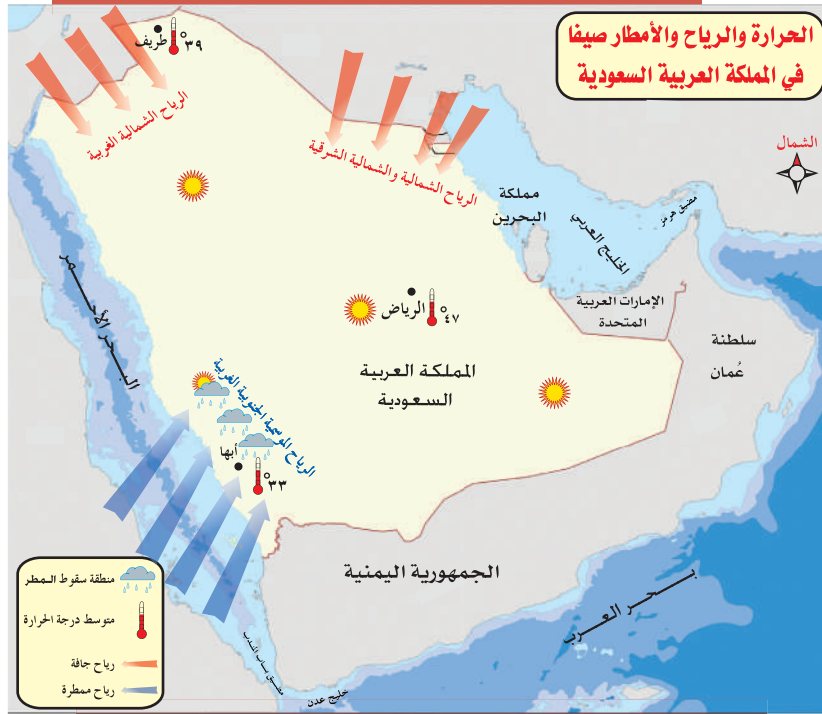 الحرارة والرياح والأمطار صيفا
في المملكة العربية السعودية
الشمال
طريف
°٣٩
الرياح الشمالية الغربية
الرياح الشمالية والشمالية الشرقية
مملكة
البحرين
الخليج العربي
مضيق هرمز
الإمارات العربية
المتحدة
سلطنة
عُمان
الرياض
°٤٧
المملكة العربية
السعودية
البحر الأحمر
الرياح الموسمية الجنوبية الغربية
أبها
°٣٣
الجمهورية اليمنية
بحر العرب
خليج عدن
مضيق باب المندب
منطقة سقوط المطر
متوسط درجة الحرارة
رياح جافة
رياح ممطرة